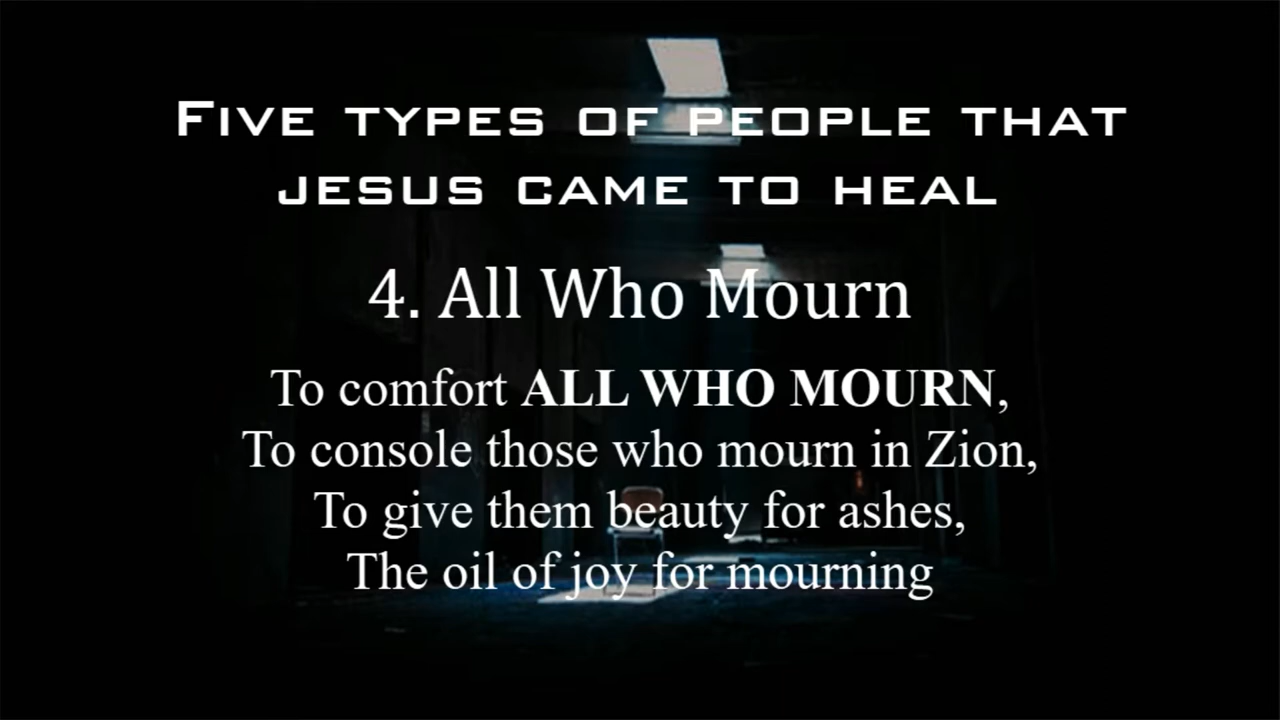 FIVE TYPES OF PEOPLE THAT
JESUS CAME TO HEAL
4. All Who Mourn
To comfort ALL WHO MOURN,
To console those who mourn in Zion,
To give them beauty for ashes,
The oil of joy for mourning